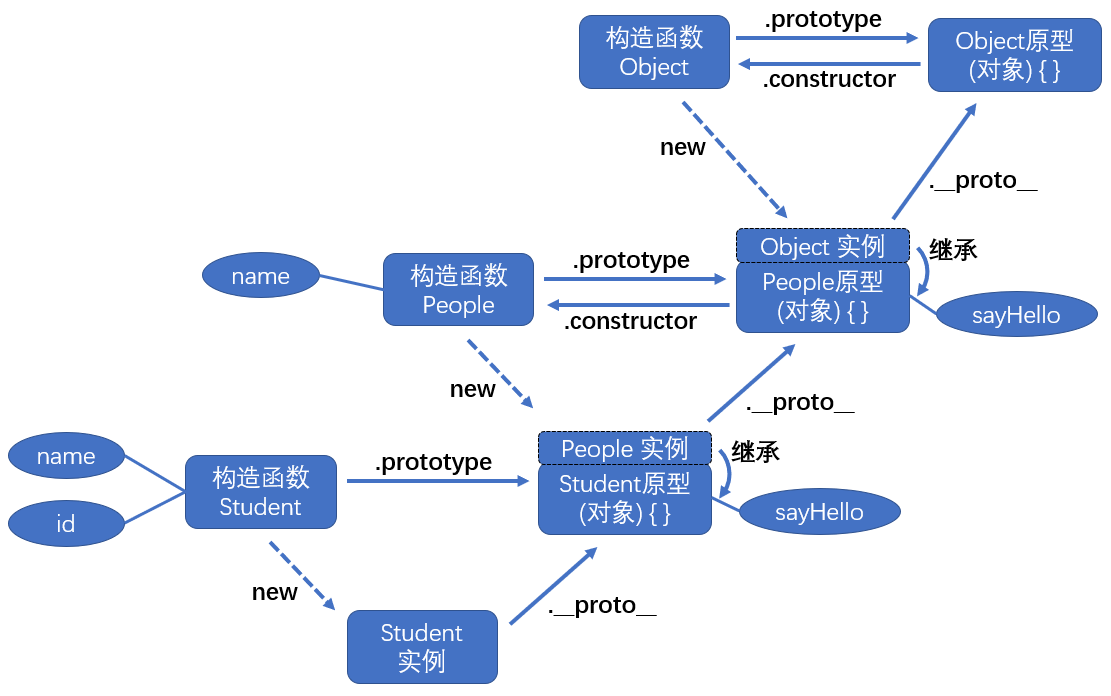 构造函数
Object
.prototype
.constructor
Object原型
(对象) { }
new
.__proto__
name
构造函数
People
.prototype
.constructor
Object 实例
People原型
(对象) { }
继承
sayHello
new
.__proto__
name
id
构造函数
Student
.prototype
People 实例
Student原型
(对象) { }
继承
sayHello
new
.__proto__
Student
实例